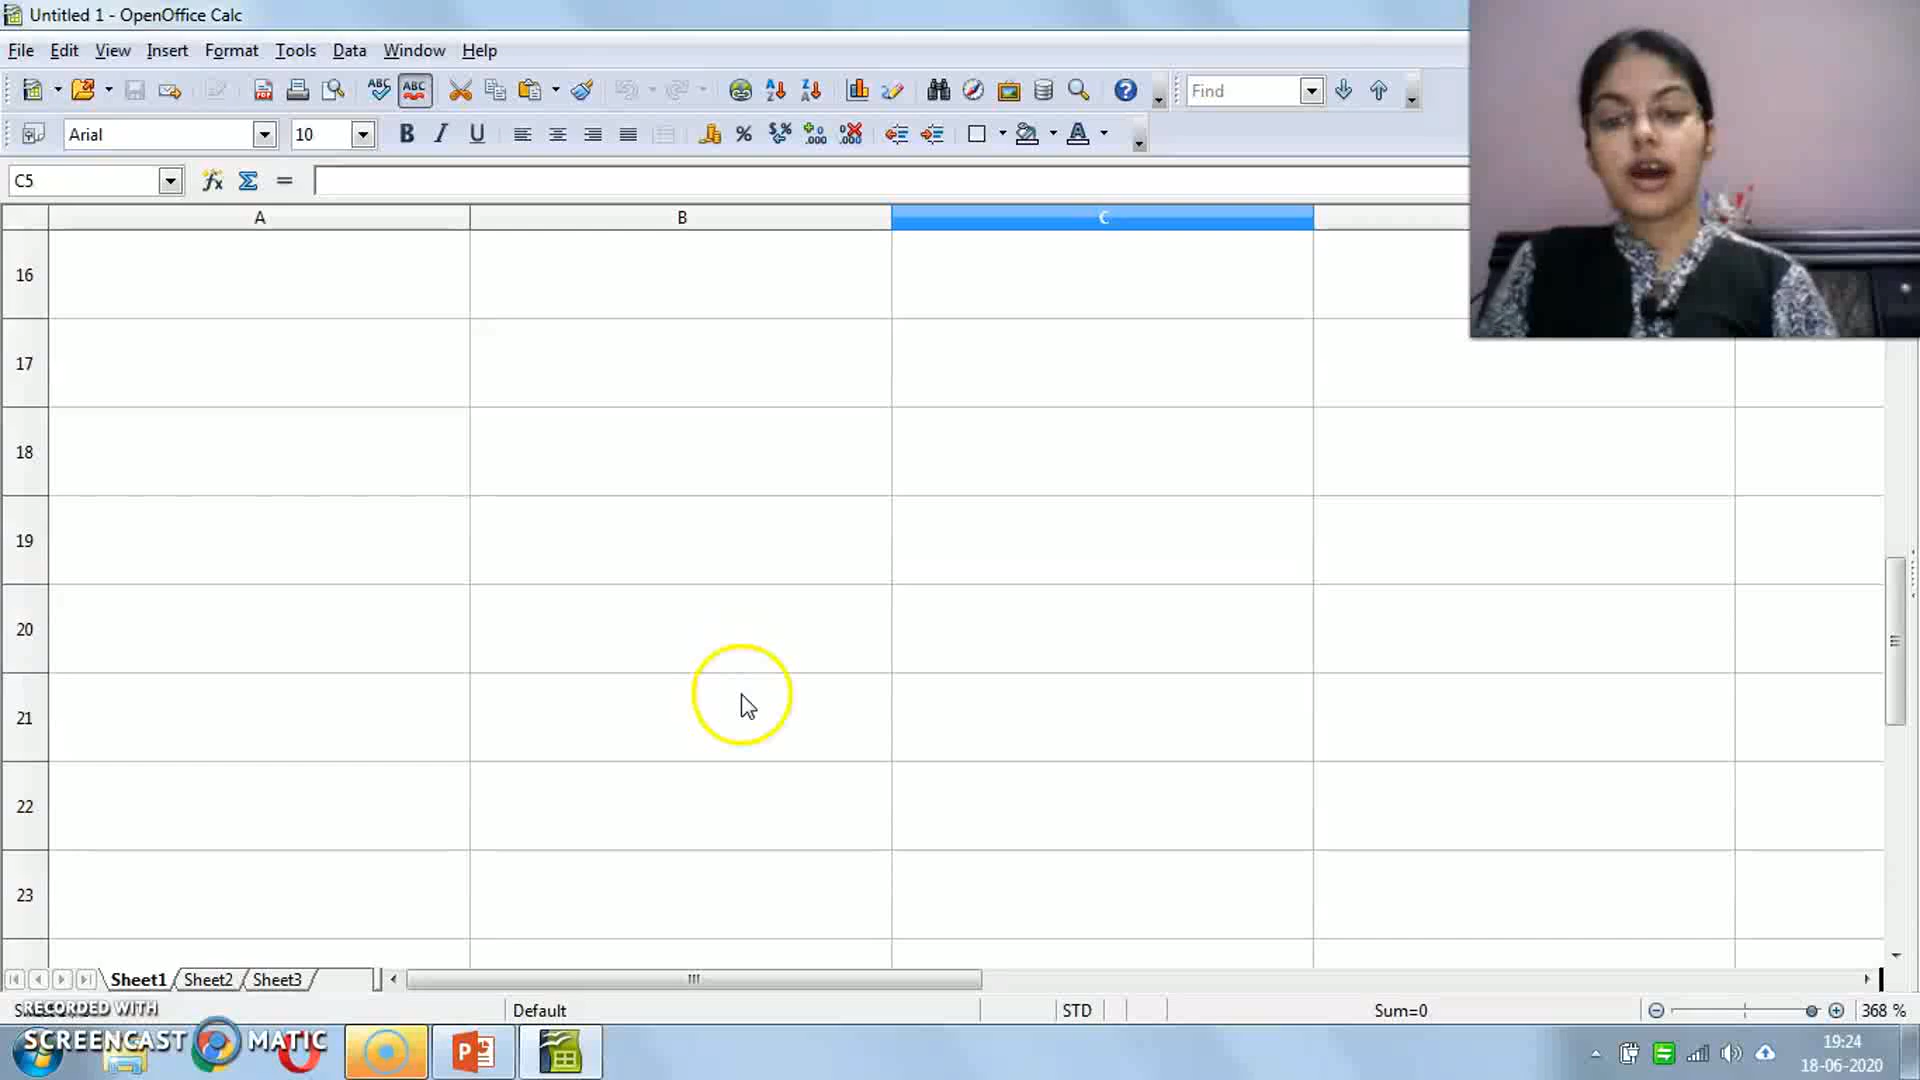 Untitled 1 - OpenOffice Calc
File Edit View Insert Format Tools Data Window Help
ABC ABC Find
Arial 10 B I U
C5
A B C
16
17
18
19
20
21
22
23
Sheet1 Sheet2 Sheet3
Default STD Sum=0 368 %
RECORDED WITH
SCREENCAST MATIC
19:24
18-06-2020